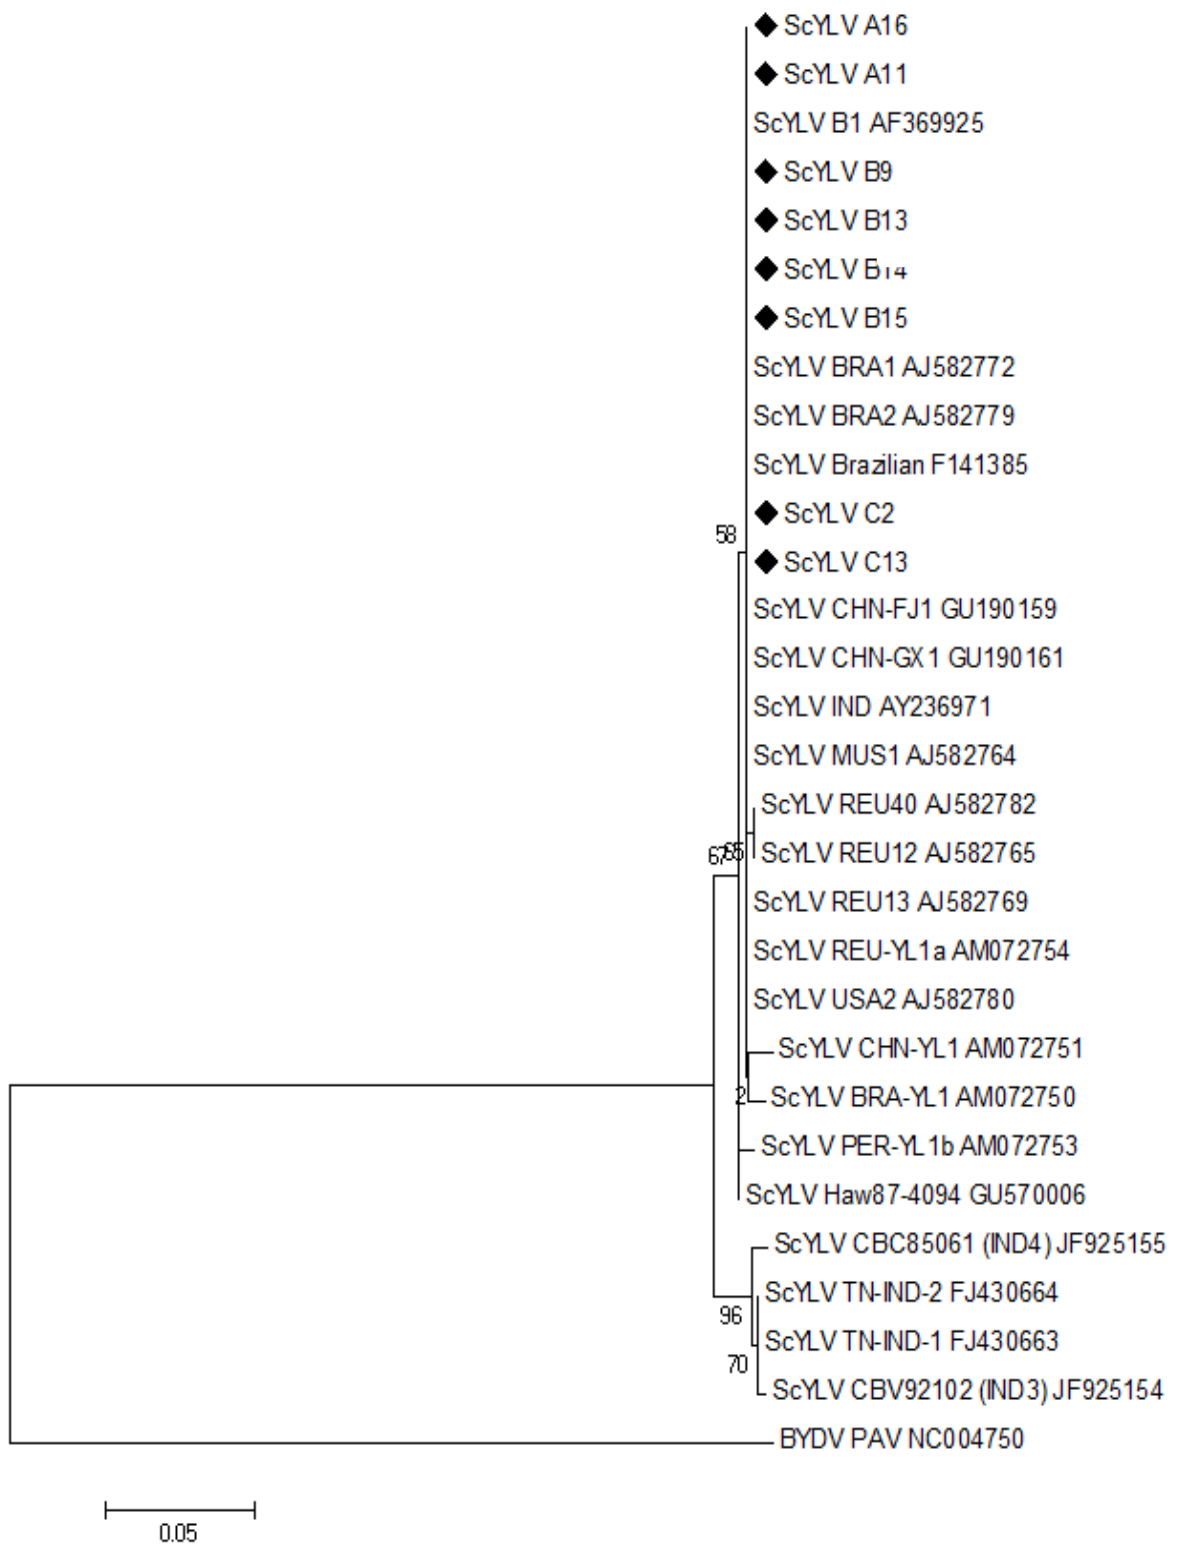 ScYLV A16
ScYLV A11
ScYLV B1 AF369925
ScYLV B9
ScYLV B13
ScYLV B14
ScYLV B15
ScYLV BRA1 AJ582772
ScYLV BRA2 AJ582779
ScYLV Brazilian F141385
ScYLV C2
58
ScYLV C13
ScYLV CHN-FJ1 GU190159
ScYLV CHN-GX1 GU190161
ScYLV IND AY236971
ScYLV MUS1 AJ582764
ScYLV REU40 AJ582782
67 65
ScYLV REU12 AJ582765
ScYLV REU13 AJ582769
ScYLV REU-YL1a AM072754
ScYLV USA2 AJ582780
ScYLV CHN-YL1 AM072751
2
ScYLV BRA-YL1 AM072750
ScYLV PER-YL1b AM072753
ScYLV Haw87-4094 GU570006
ScYLV CBC85061 (IND4) JF925155
ScYLV TN-IND-2 FJ430664
96
ScYLV TN-IND-1 FJ430663
70
ScYLV CBV92102 (IND3) JF925154
BYDV PAV NC004750
0.05